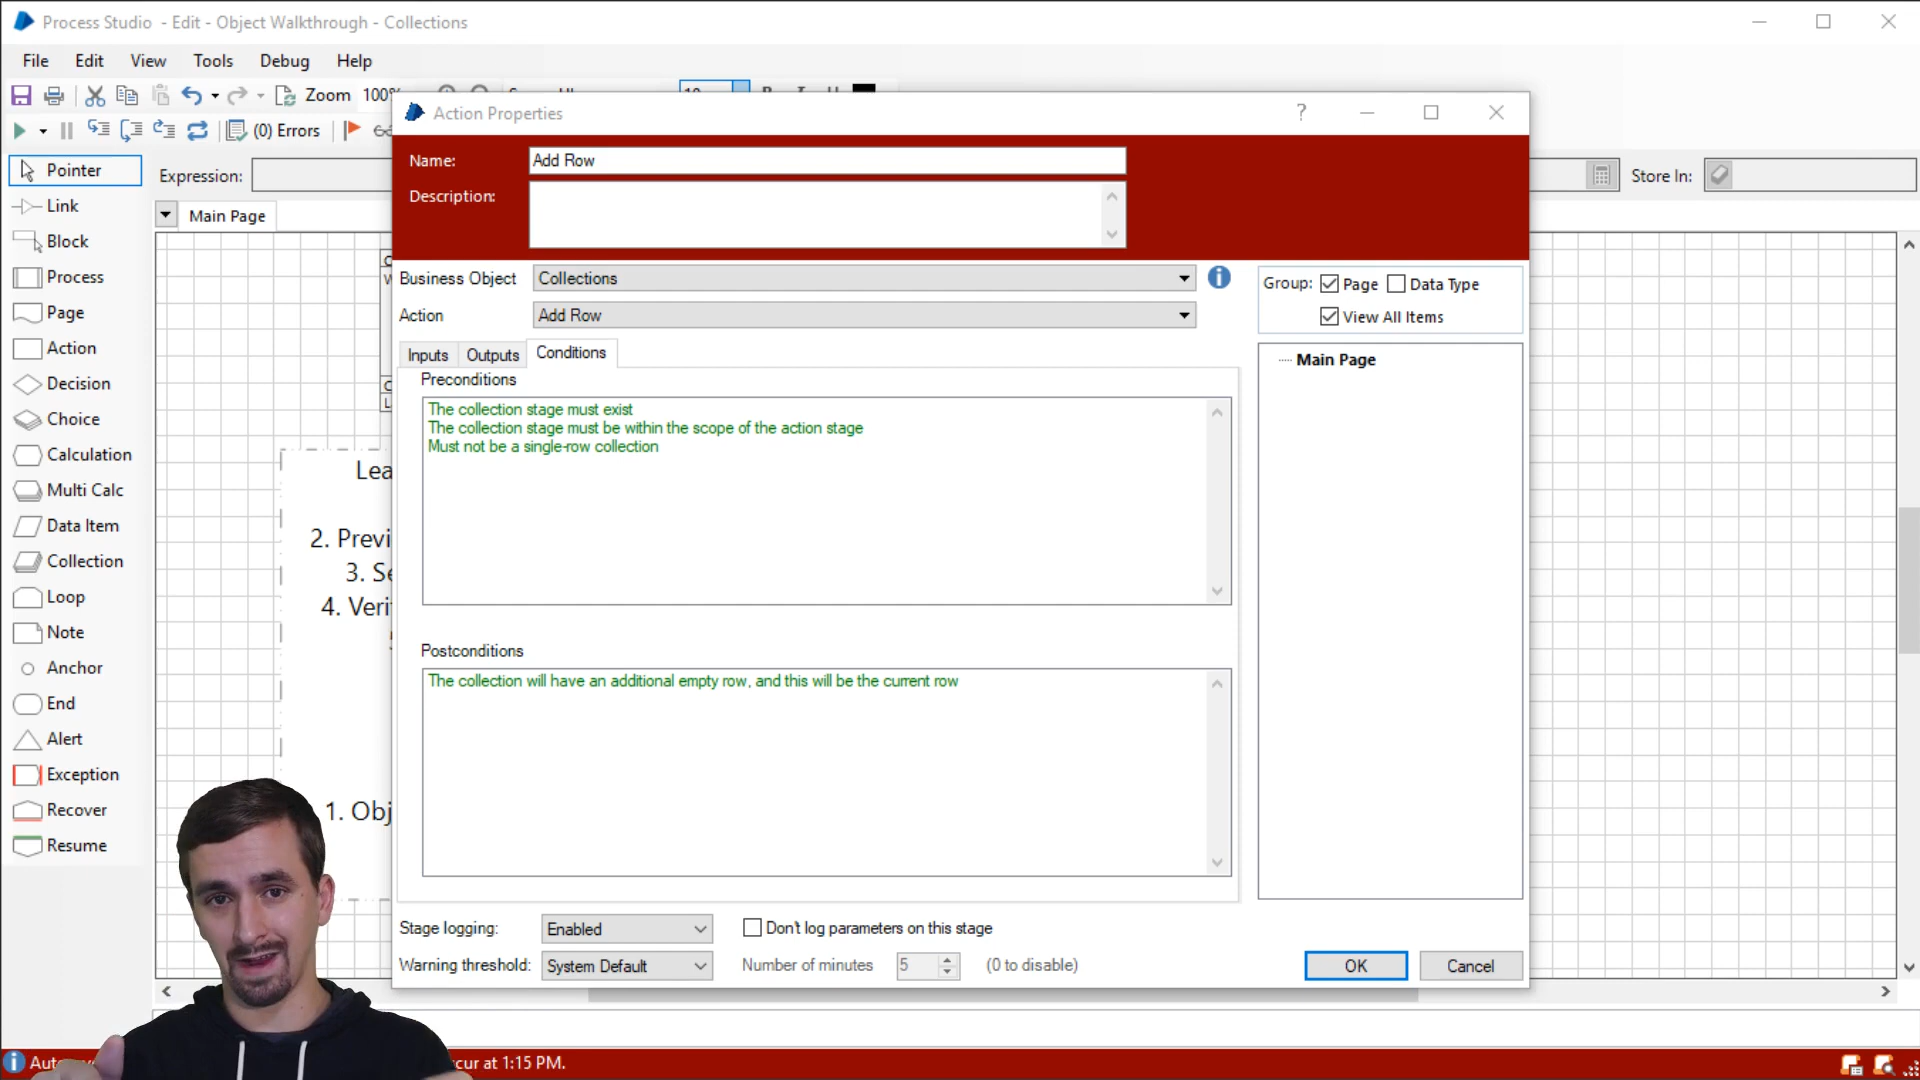 Process Studio - Edit - Object Walkthrough - Collections
File Edit View Tools Debug Help
Zoom 100%
(0) Errors
Expression:
Store In:
Main Page
Pointer
Link
Block
Process
Page
Action
Decision
Choice
Calculation
Multi Calc
Data Item
Collection
Loop
Note
Anchor
End
Alert
Exception
Recover
Resume
Lea
2. Previ
3. Se
4. Veri
1. Obj
Action Properties
Name: Add Row
Description:
Business Object Collections
Action Add Row
Group: Page Data Type
View All Items
Main Page
Inputs Outputs Conditions
Preconditions
The collection stage must exist
The collection stage must be within the scope of the action stage
Must not be a single-row collection
Postconditions
The collection will have an additional empty row, and this will be the current row
Stage logging: Enabled
Don't log parameters on this stage
Warning threshold: System Default
Number of minutes 5 (0 to disable)
OK Cancel
cur at 1:15 PM.